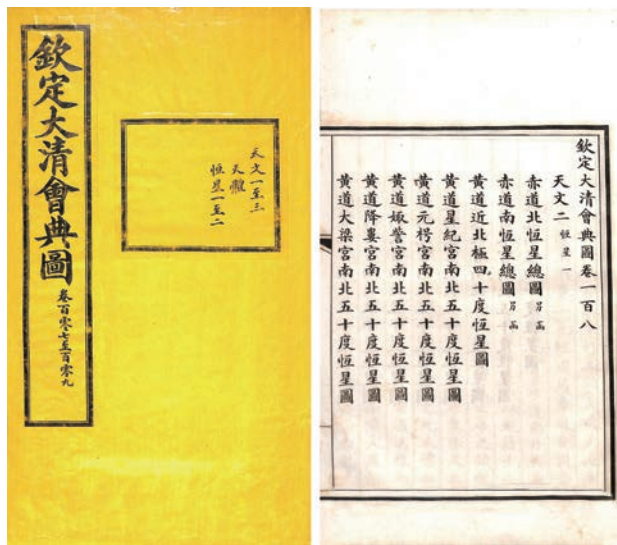 欽定大清會典圖
卷百零七至百零九
天文一至三
天體
恒星一至二
欽定大清會典圖卷一百八
天文二 恒星一
赤道北恒星總圖 另函
赤道南恒星總圖 另函
黃道近北極四十度恒星圖
黃道星紀宮南北五十度恒星圖
黃道元枵宮南北五十度恒星圖
黃道娵訾宮南北五十度恒星圖
黃道降婁宮南北五十度恒星圖
黃道大梁宮南北五十度恒星圖